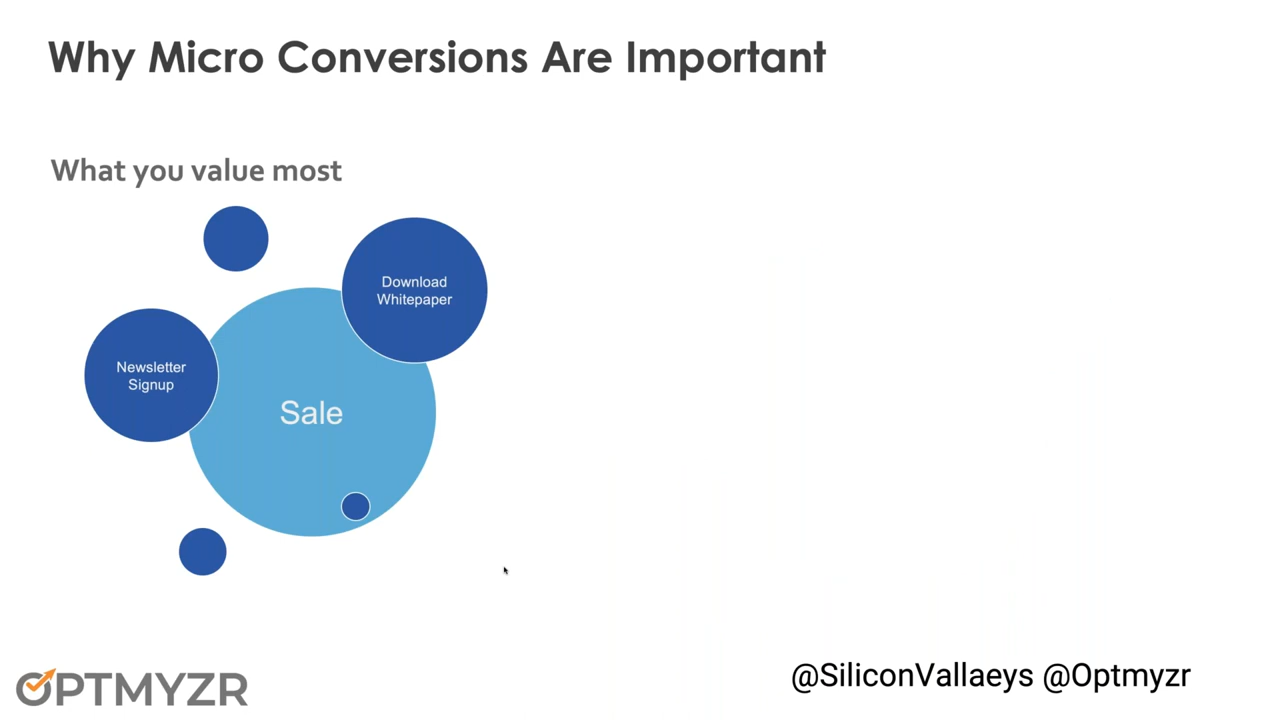 Why Micro Conversions Are Important
What you value most
Download
Whitepaper
Newsletter
Signup
Sale
OPTMYZR
@SiliconVallaeys @Optmyzr